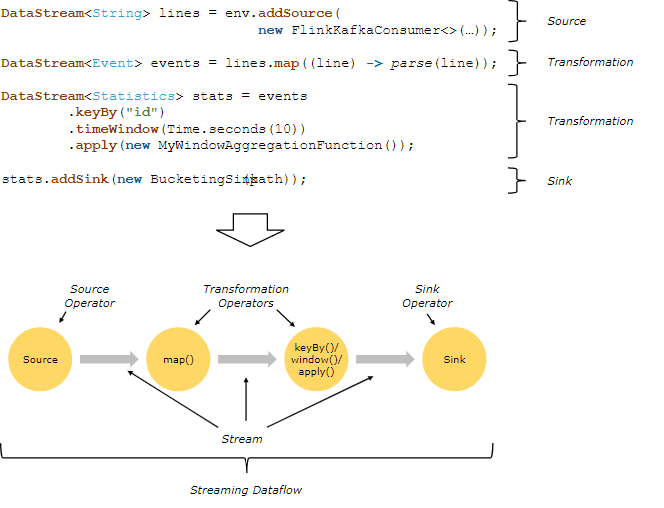 DataStream<String> lines = env.addSource(
new FlinkKafkaConsumer<>(…));
Source
DataStream<Event> events = lines.map((line) -> parse(line));
Transformation
DataStream<Statistics> stats = events
.keyBy("id")
.timeWindow(Time.seconds(10))
.apply(new MyWindowAggregationFunction());
Transformation
stats.addSink(new BucketingSink(path));
Sink
Source
Operator
Transformation
Operators
Sink
Operator
Source
map()
keyBy()/
window()/
apply()
Sink
Stream
Streaming Dataflow